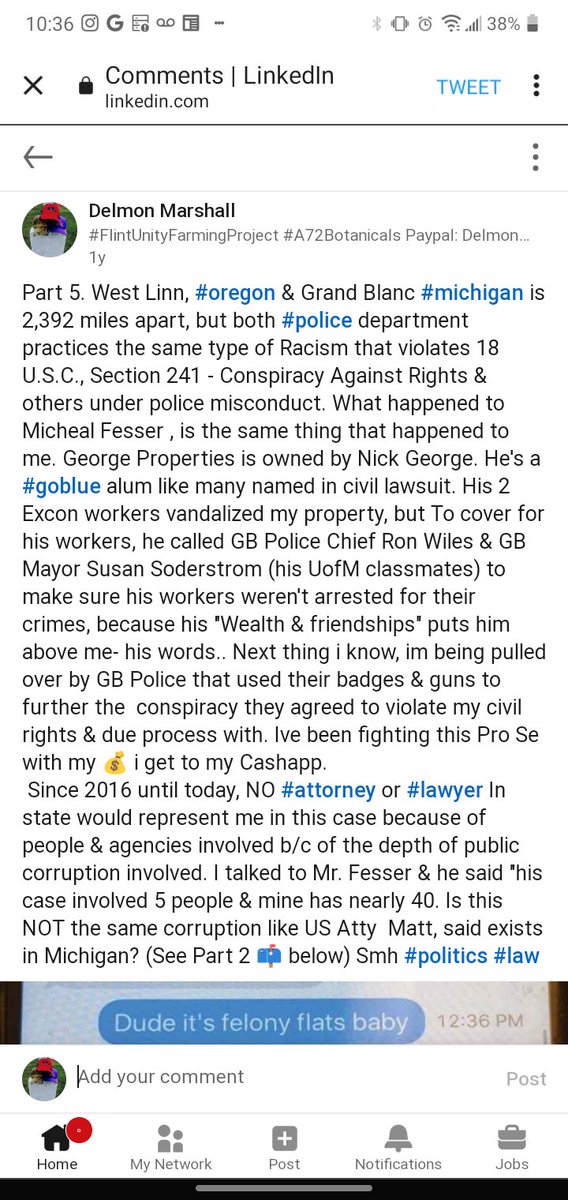 10:36
38%
Comments | LinkedIn
linkedin.com
TWEET
Delmon Marshall
#FlintUnityFarmingProject #A72Botanicals Paypal: Delmon...
1y
Part 5. West Linn, #oregon & Grand Blanc #michigan is
2,392 miles apart, but both #police department
practices the same type of Racism that violates 18
U.S.C., Section 241 - Conspiracy Against Rights &
others under police misconduct. What happened to
Micheal Fesser , is the same thing that happened to
me. George Properties is owned by Nick George. He's a
#goblue alum like many named in civil lawsuit. His 2
Excon workers vandalized my property, but To cover for
his workers, he called GB Police Chief Ron Wiles & GB
Mayor Susan Soderstrom (his UofM classmates) to
make sure his workers weren't arrested for their
crimes, because his "Wealth & friendships" puts him
above me- his words.. Next thing i know, im being pulled
over by GB Police that used their badges & guns to
further the  conspiracy they agreed to violate my civil
rights & due process with. Ive been fighting this Pro Se
with my 💰 i get to my Cashapp.
Since 2016 until today, NO #attorney or #lawyer In
state would represent me in this case because of
people & agencies involved b/c of the depth of public
corruption involved. I talked to Mr. Fesser & he said "his
case involved 5 people & mine has nearly 40. Is this
NOT the same corruption like US Atty  Matt, said exists
in Michigan? (See Part 2 📫 below) Smh #politics #law
Dude it's felony flats baby
12:36 PM
Add your comment
Post
Home
My Network
Post
Notifications
Jobs